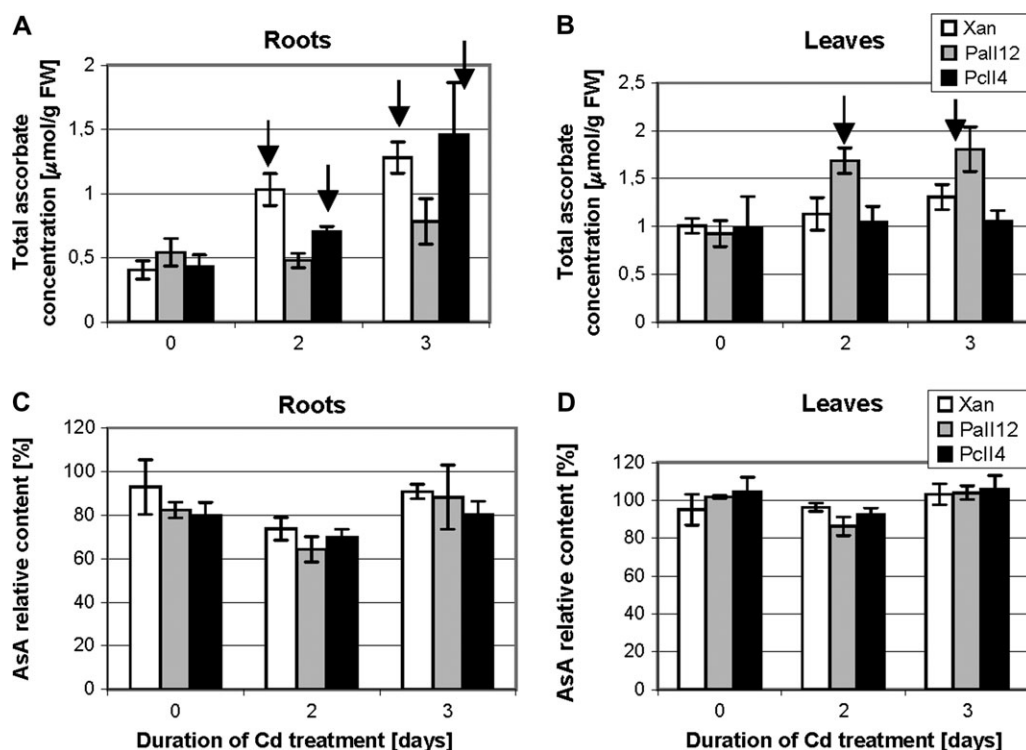 A
Roots
Total ascorbate
concentration [µmol/g FW]
2
1.5
1
0.5
0
0
2
3
B
Leaves
Xan
Pall12
PcII4
Total ascorbate
concentration [µmol/g FW]
2,5
2
1,5
1
0,5
0
0
2
3
C
Roots
AsA relative content [%]
120
100
80
60
40
20
0
0
2
3
Duration of Cd treatment [days]
D
Leaves
Xan
Pall12
PcII4
AsA relative content [%]
120
100
80
60
40
20
0
0
2
3
Duration of Cd treatment [days]